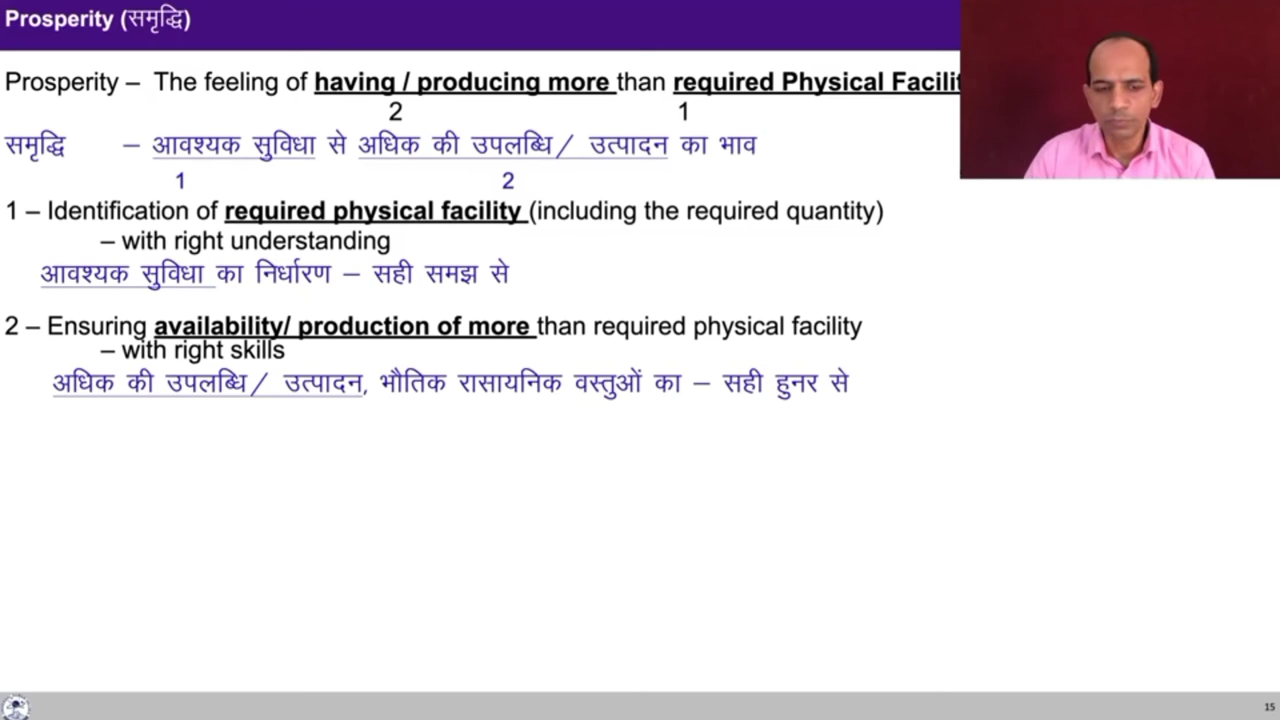 Prosperity (समृद्धि)
Prosperity – The feeling of having / producing more than required Physical Facilit
2 1
समृद्धि – आवश्यक सुविधा से अधिक की उपलब्धि/ उत्पादन का भाव
1 2
1 – Identification of required physical facility (including the required quantity)
– with right understanding
आवश्यक सुविधा का निर्धारण – सही समझ से
2 – Ensuring availability/ production of more than required physical facility
– with right skills
अधिक की उपलब्धि/ उत्पादन, भौतिक रासायनिक वस्तुओं का – सही हुनर से
15